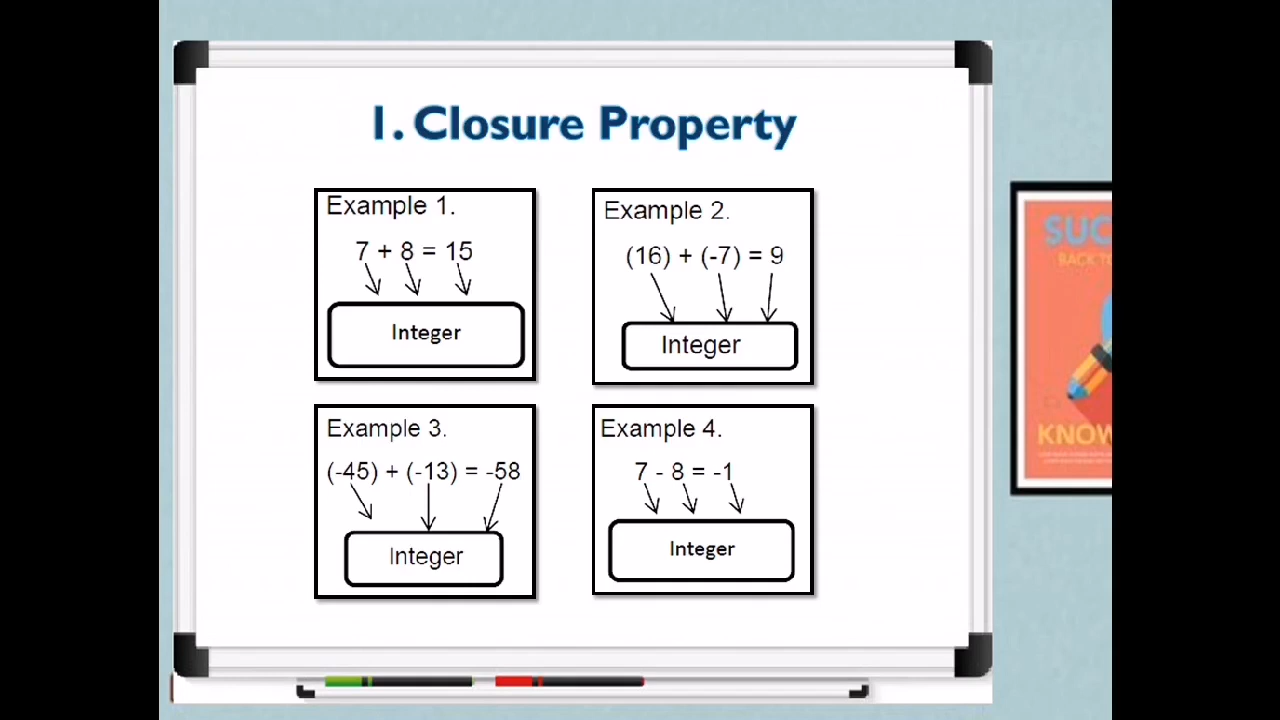 1. Closure Property
Example 1.
7 + 8 = 15
Integer
Example 2.
(16) + (-7) = 9
Integer
Example 3.
(-45) + (-13) = -58
Integer
Example 4.
7 - 8 = -1
Integer
SUC
BACK T
KNOW